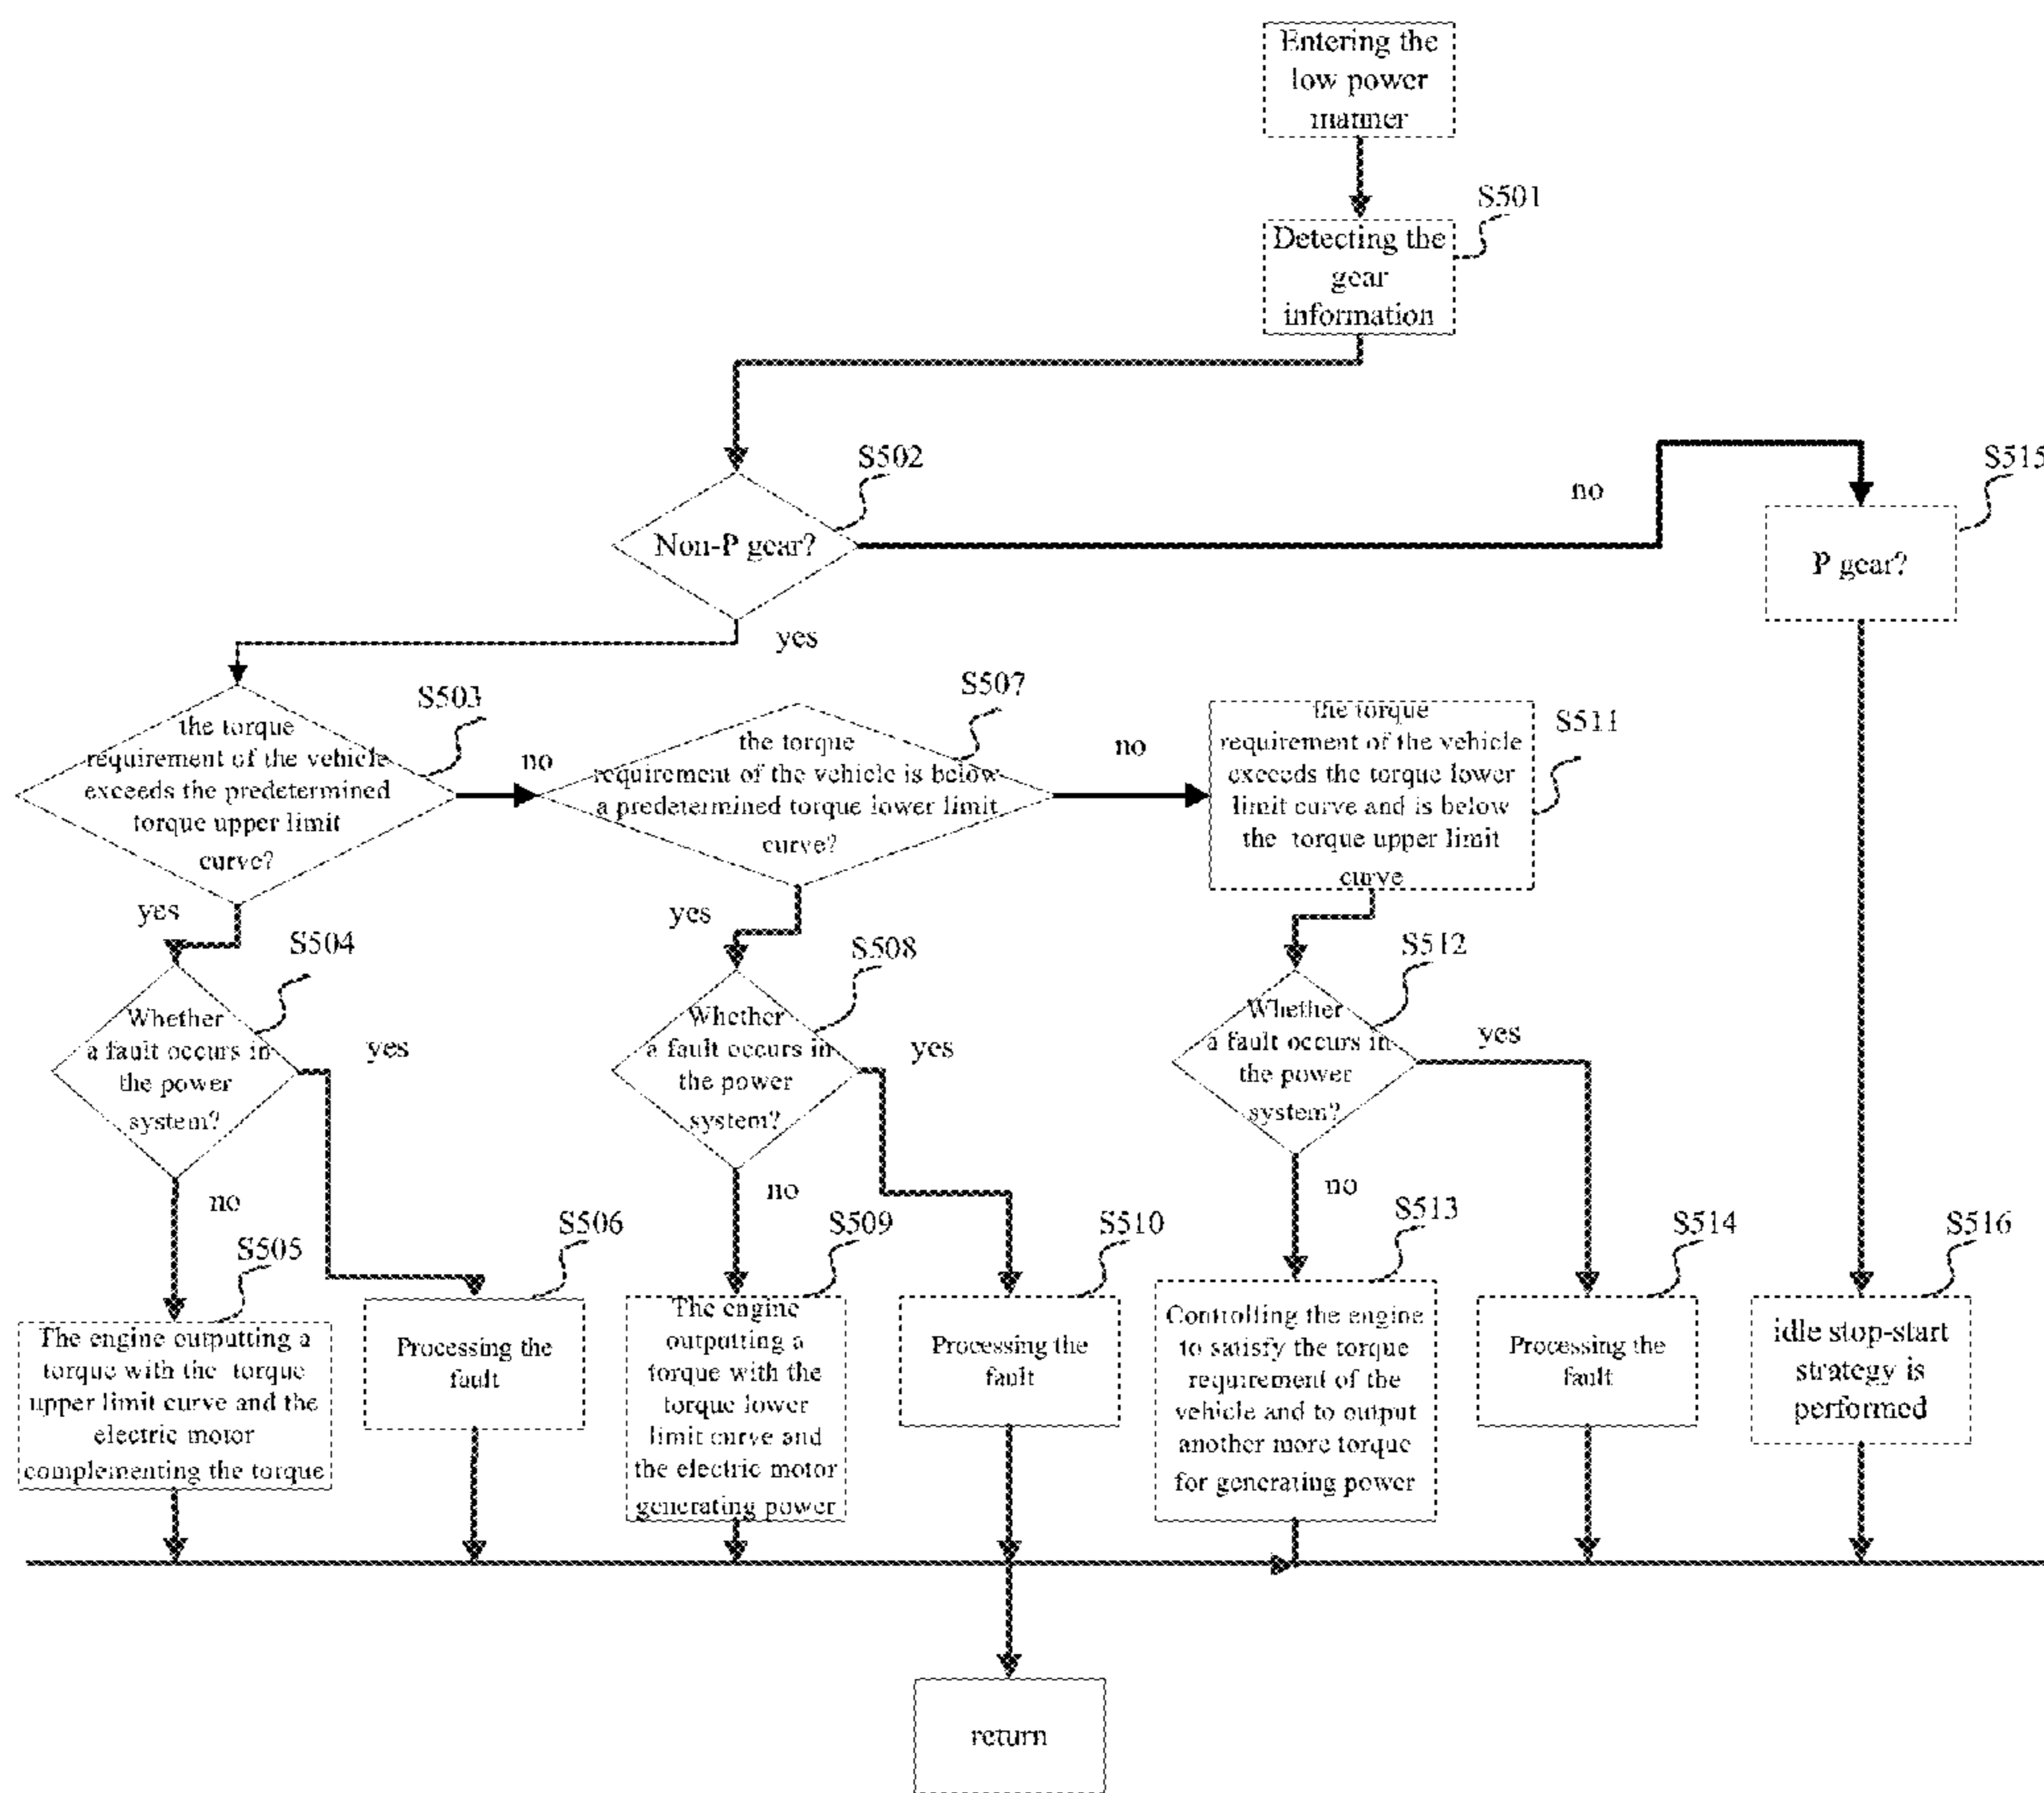 Entering the
low power
manner
S501
Detecting the
gear
information
S502
Non-P gear?
no
S515
P gear?
yes
S503
the torque
requirement of the vehicle
exceeds the predetermined
torque upper limit
curve?
no
S507
the torque
requirement of the vehicle is below
a predetermined torque lower limit
curve?
no
S511
the torque
requirement of the vehicle
exceeds the torque lower
limit curve and is below
the torque upper limit
curve
yes
S504
Whether
a fault occurs in
the power
system?
yes
yes
S508
Whether
a fault occurs in
the power
system?
yes
S512
Whether
a fault occurs in
the power
system?
yes
no
no
no
S505
The engine outputting a
torque with the torque
upper limit curve and the
electric motor
complementing the torque
S506
Processing the
fault
S509
The engine
outputting a
torque with the
torque lower
limit curve and
the electric motor
generating power
S510
Processing the
fault
S513
Controlling the engine
to satisfy the torque
requirement of the
vehicle and to output
another more torque
for generating power
S514
Processing the
fault
S516
idle stop-start
strategy is
performed
return